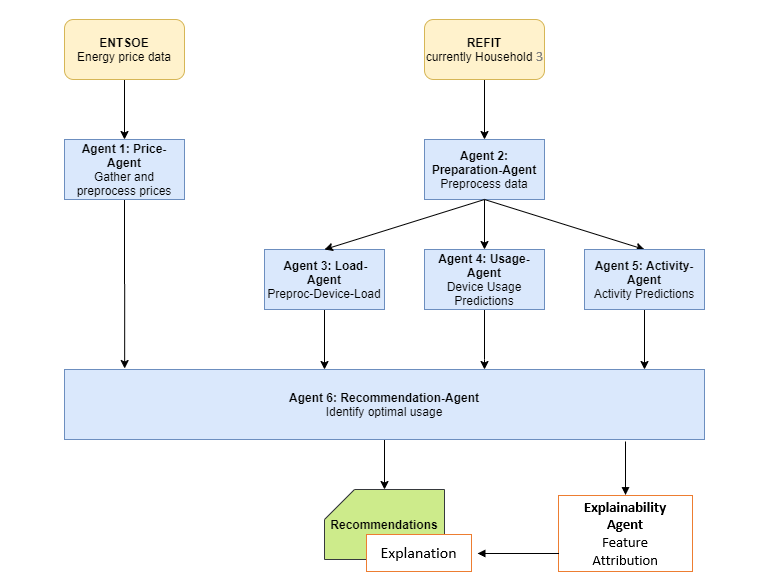 ENTSOE
Energy price data
REFIT
currently Household 3
Agent 1: Price-
Agent
Gather and
preprocess prices
Agent 2:
Preparation-Agent
Preprocess data
Agent 3: Load-
Agent
Preproc-Device-Load
Agent 4: Usage-
Agent
Device Usage
Predictions
Agent 5: Activity-
Agent
Activity Predictions
Agent 6: Recommendation-Agent
Identify optimal usage
Recommendations
Explanation
Explainability
Agent
Feature
Attribution